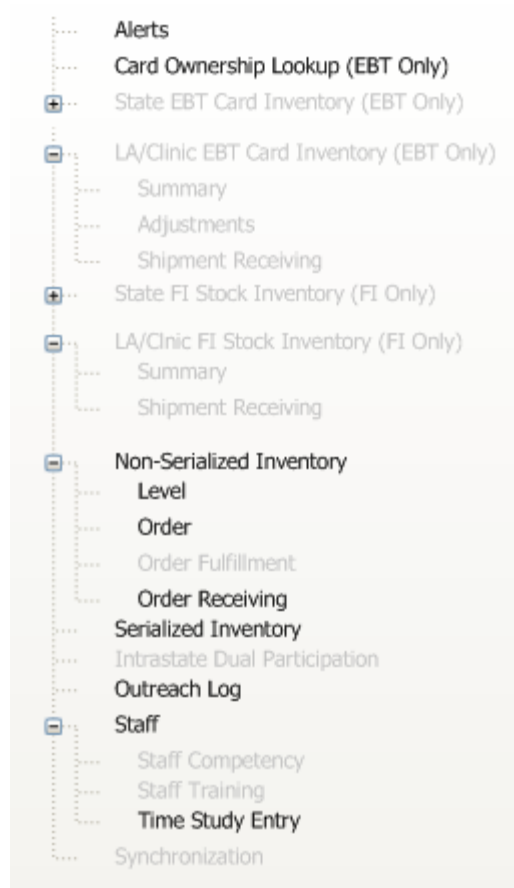 Alerts
Card Ownership Lookup (EBT Only)
State EBT Card Inventory (EBT Only)
LA/Clinic EBT Card Inventory (EBT Only)
Summary
Adjustments
Shipment Receiving
State FI Stock Inventory (FI Only)
LA/Clnic FI Stock Inventory (FI Only)
Summary
Shipment Receiving
Non-Serialized Inventory
Level
Order
Order Fulfillment
Order Receiving
Serialized Inventory
Intrastate Dual Participation
Outreach Log
Staff
Staff Competency
Staff Training
Time Study Entry
Synchronization